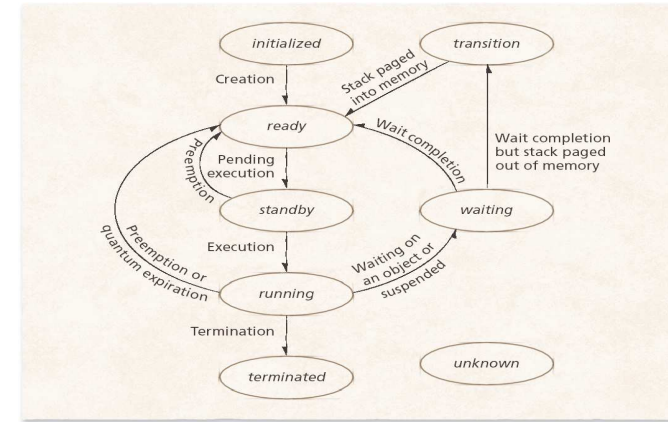 initialized
transition
Creation
Stack paged
into memory
ready
Wait completion
Preemption
Pending
execution
Wait completion
but stack paged
out of memory
standby
waiting
Preemption or
quantum expiration
Execution
Waiting on
an object or
suspended
running
Termination
terminated
unknown